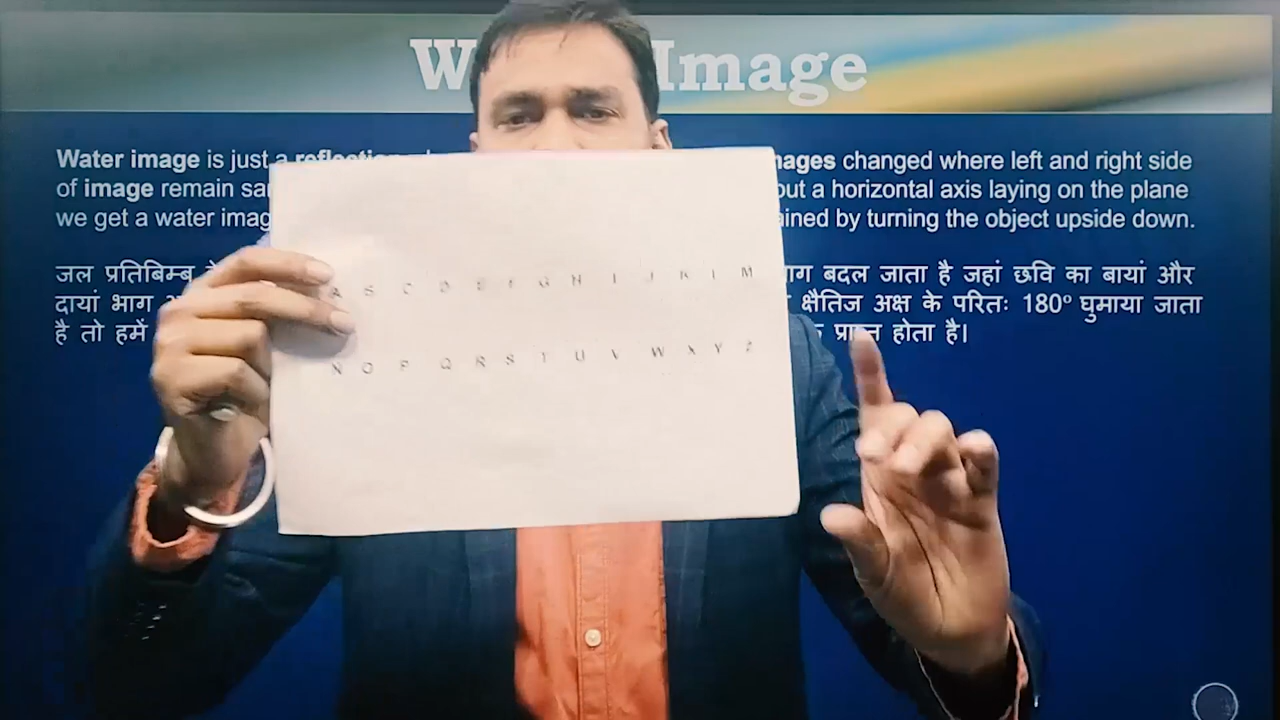 W Image
Water image is just a reflection mages changed where left and right side
of image remain out a horizontal axis laying on the plane
we get a water imag ained by turning the object upside down.
जल प्रतिबिम्ब ाग बदल जाता है जहां छवि का बायां और
दायां भाग क्षैतिज अक्ष के परितः 180° घुमाया जाता
है तो हमें प्राप्त होता है।
A B C D E F G H I J K L M
N O P Q R S T U V W X Y Z